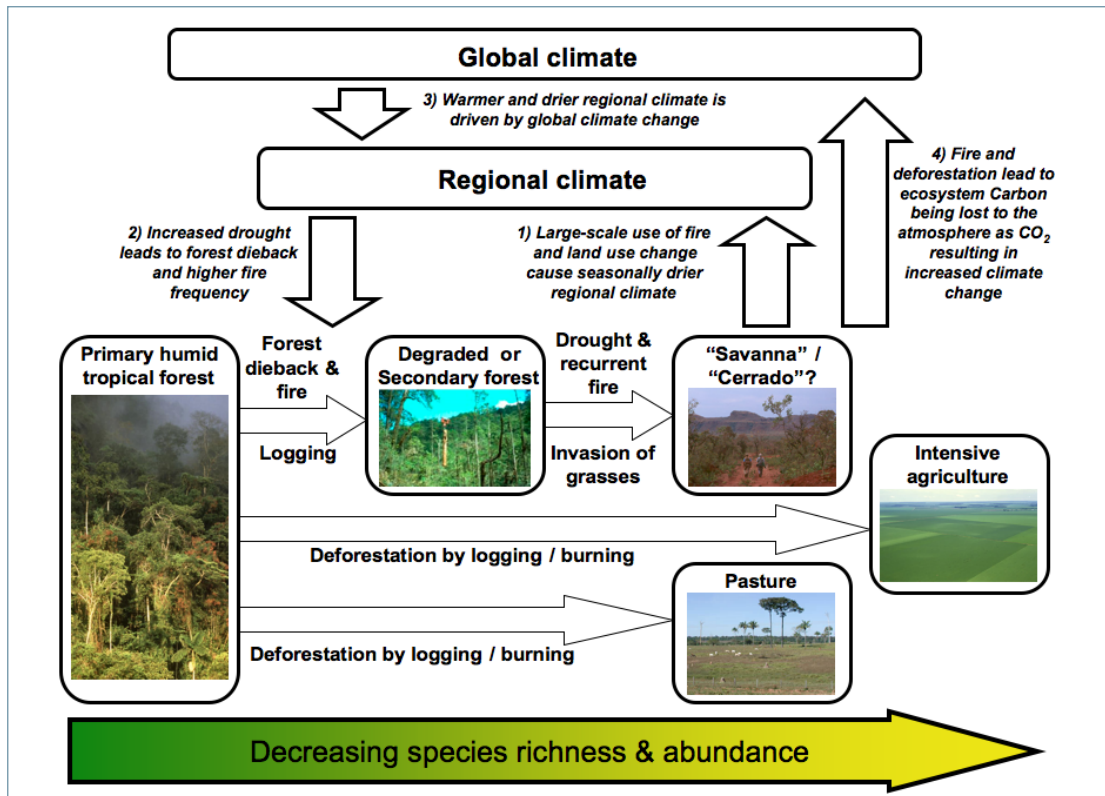 Global climate
3) Warmer and drier regional climate is
driven by global climate change
Regional climate
4) Fire and
deforestation lead to
ecosystem Carbon
being lost to the
atmosphere as CO₂
resulting in
increased climate
change
2) Increased drought
leads to forest dieback
and higher fire
frequency
1) Large-scale use of fire
and land use change
cause seasonally drier
regional climate
Primary humid
tropical forest
Forest
dieback &
fire
Logging
Degraded or
Secondary forest
Drought &
recurrent
fire
Invasion of
grasses
“Savanna” /
“Cerrado”?
Intensive
agriculture
Deforestation by logging / burning
Pasture
Deforestation by logging / burning
Decreasing species richness & abundance